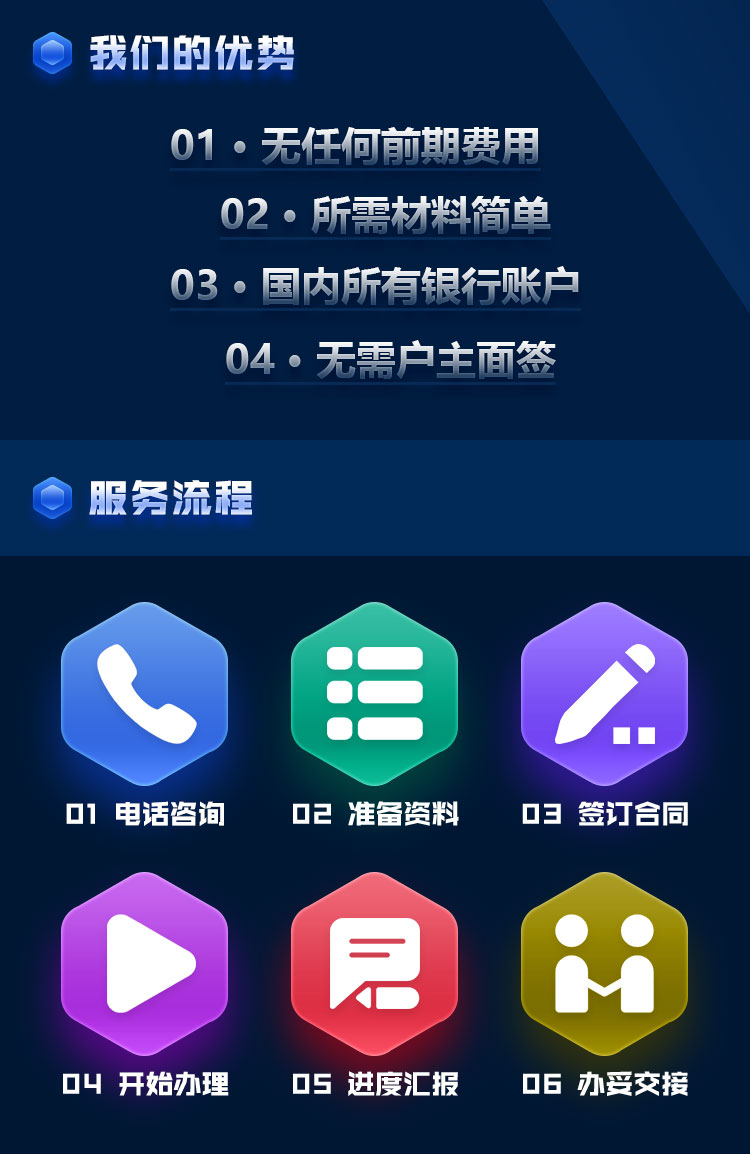 我们的优势
01 · 无任何前期费用
02 · 所需材料简单
03 · 国内所有银行账户
04 · 无需户主面签
服务流程
01 电话咨询
02 准备资料
03 签订合同
04 开始办理
05 进度汇报
06 办妥交接